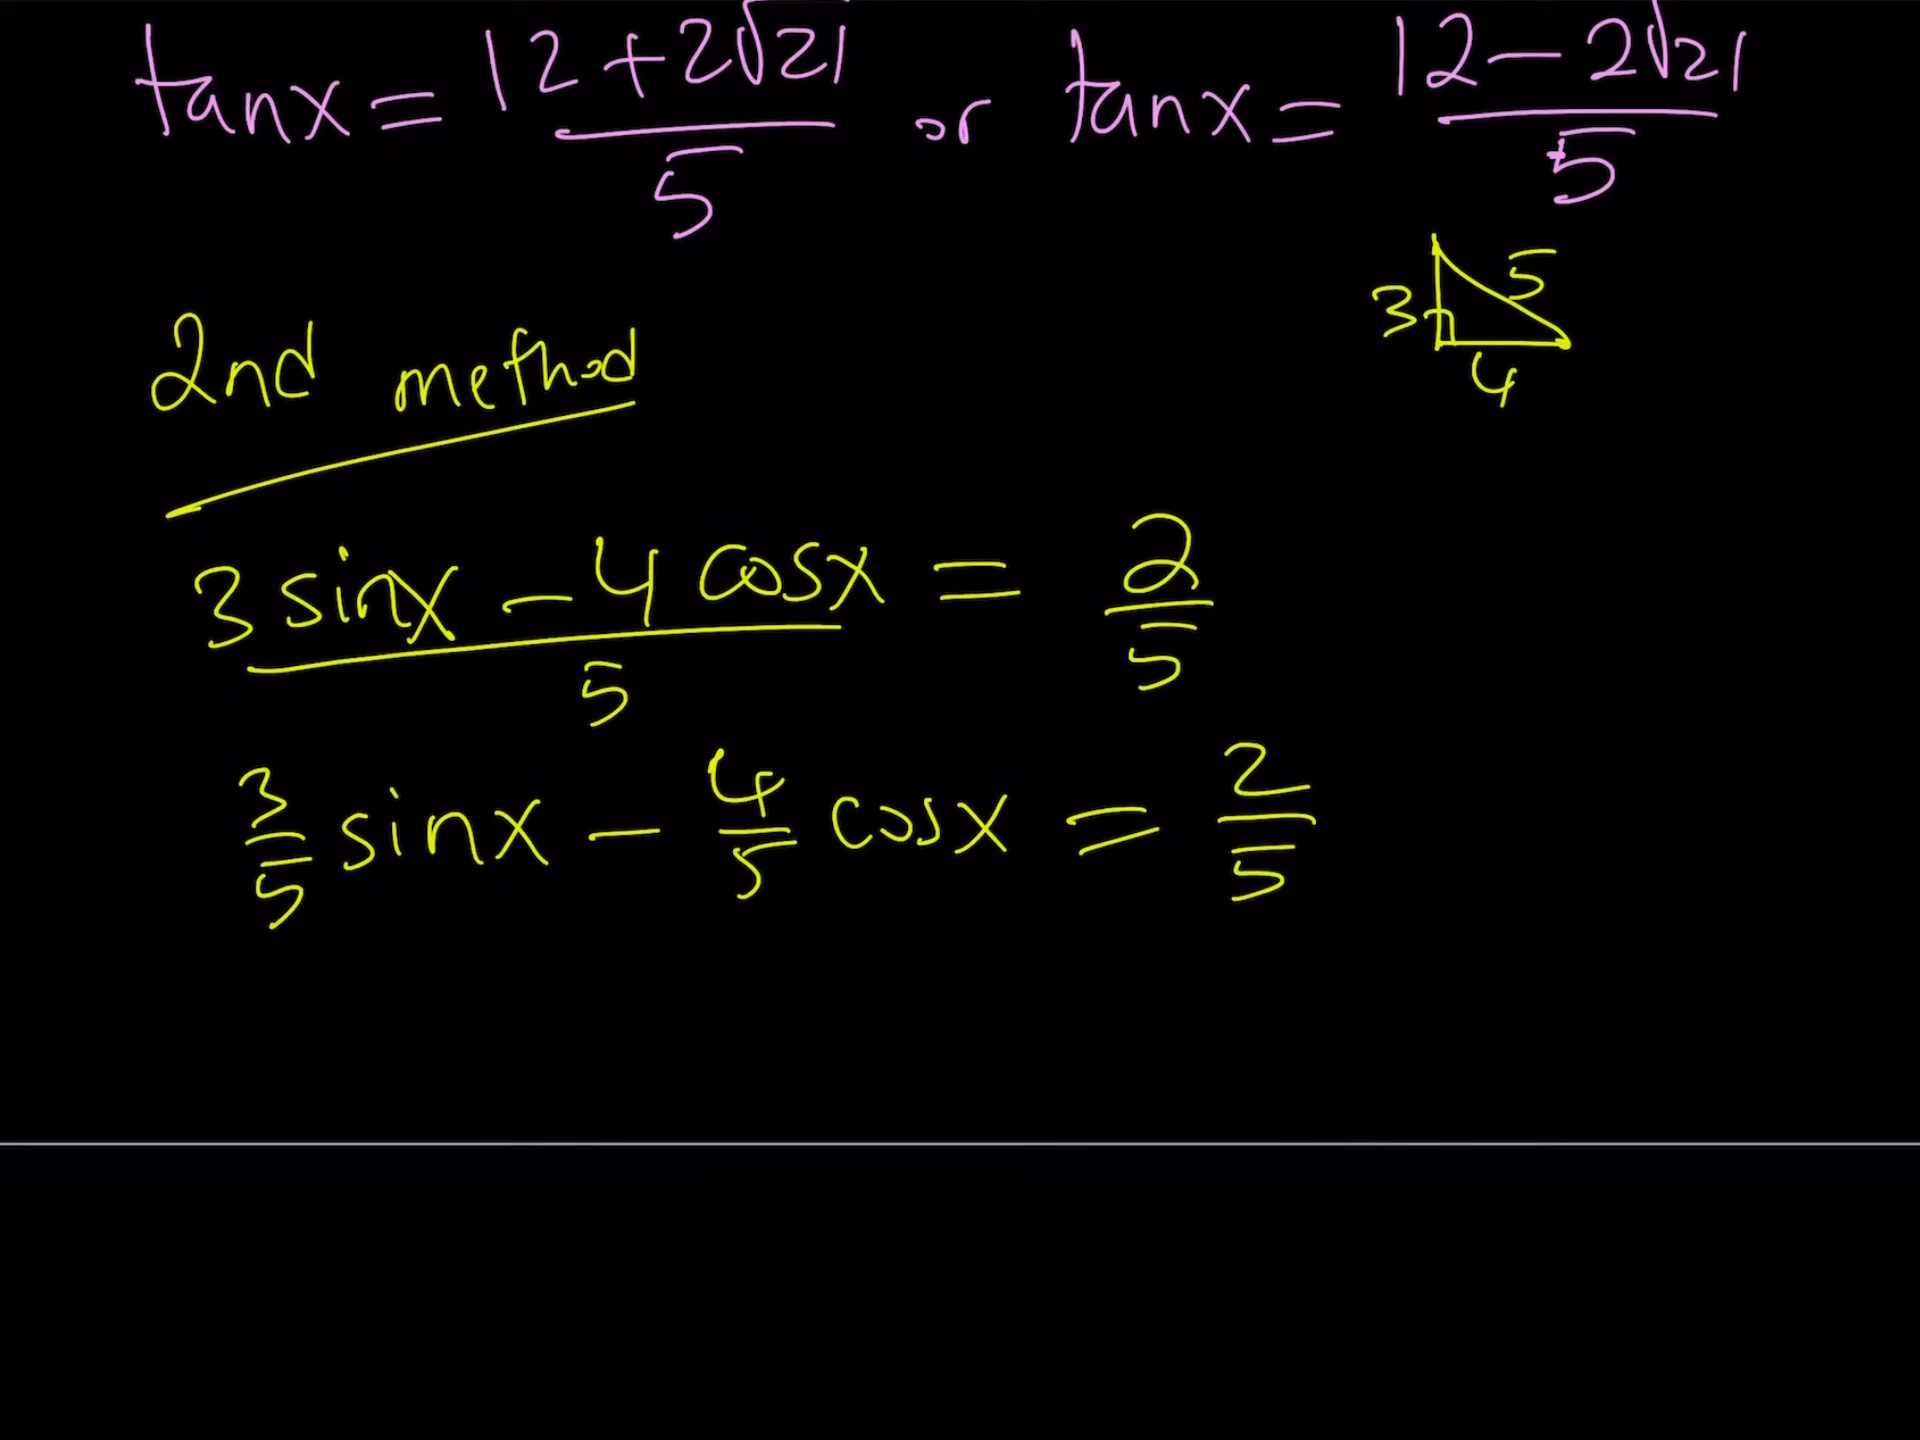 tanx = (12+2√21)/5 or tanx = (12-2√21)/5
3 5
4
2nd method
(3 sinx - 4 cosx)/5 = 2/5
3/5 sinx - 4/5 cosx = 2/5